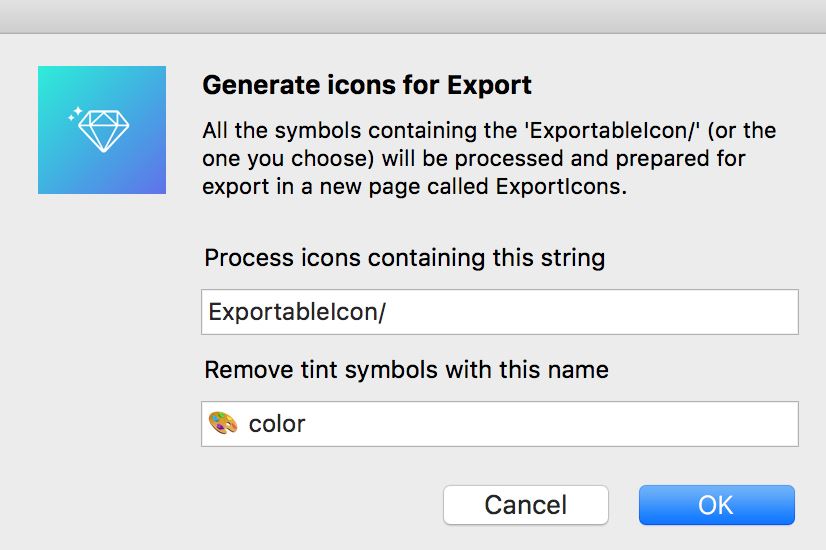 Generate icons for Export
All the symbols containing the 'ExportableIcon/' (or the
one you choose) will be processed and prepared for
export in a new page called ExportIcons.
Process icons containing this string
ExportableIcon/
Remove tint symbols with this name
🎨 color
Cancel OK